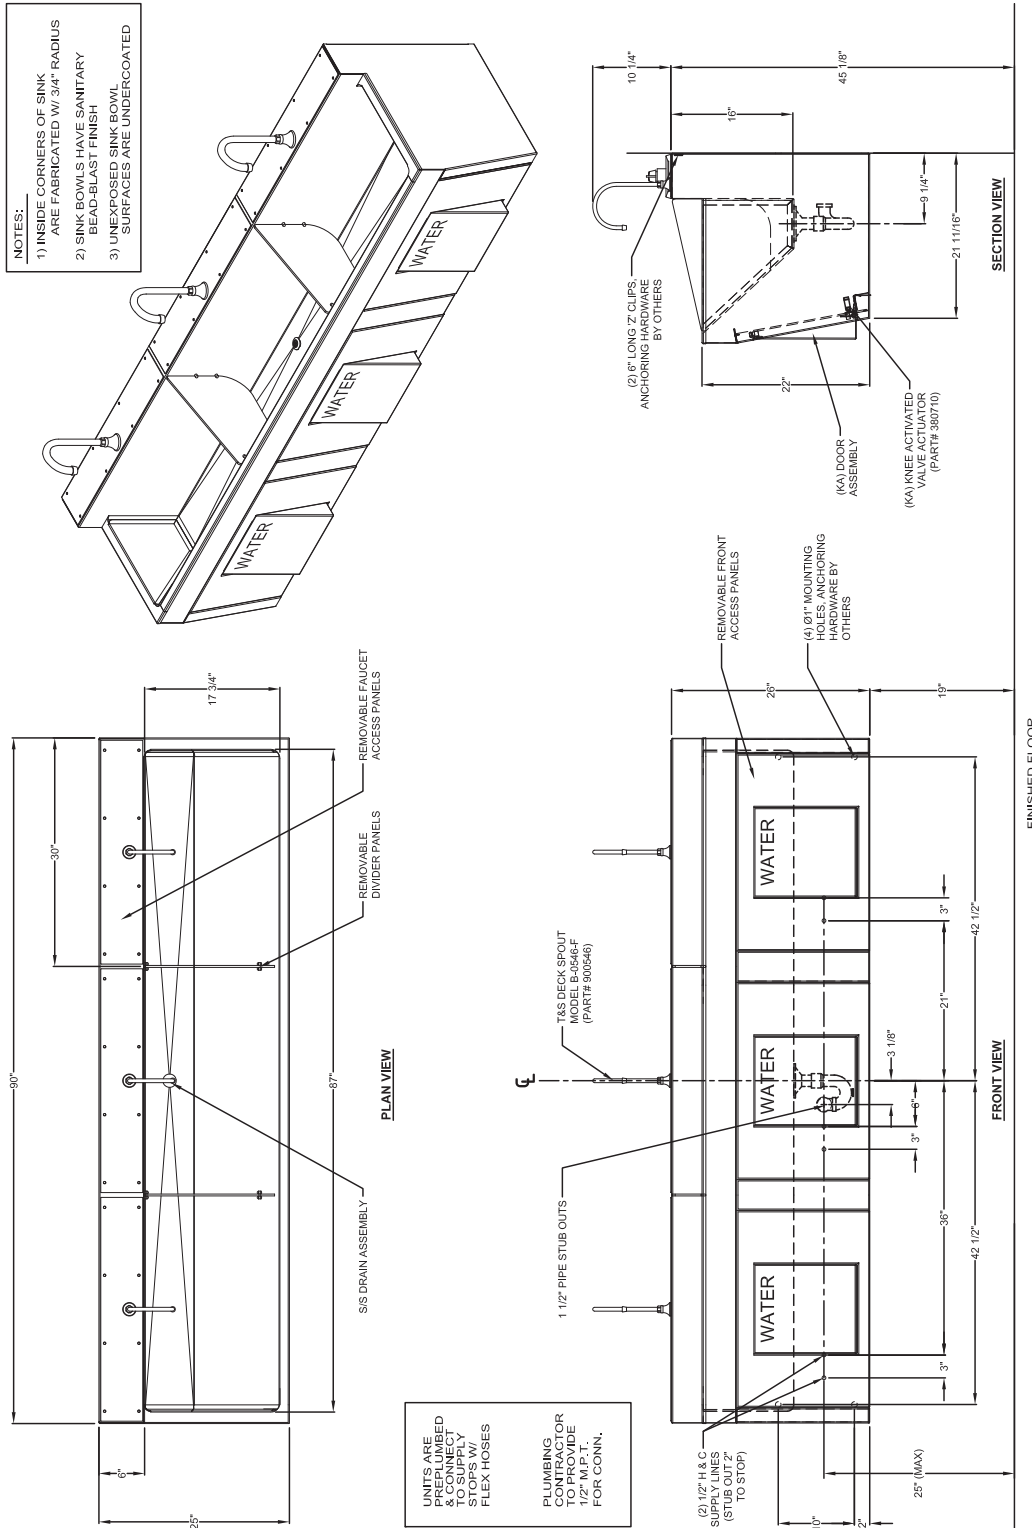 NOTES:
1) INSIDE CORNERS OF SINK
ARE FABRICATED W/ 3/4" RADIUS
2) SINK BOWLS HAVE SANITARY
BEAD-BLAST FINISH
3) UNEXPOSED SINK BOWL
SURFACES ARE UNDERCOATED
WATER
WATER
WATER
90"
30"
6"
25"
17 3/4"
87"
REMOVABLE FAUCET
ACCESS PANELS
REMOVABLE
DIVIDER PANELS
S/S DRAIN ASSEMBLY
PLAN VIEW
10 1/4"
45 1/8"
16"
9 1/4"
21 11/16"
22"
(2) 6" LONG 'Z' CLIPS,
ANCHORING HARDWARE
BY OTHERS
(KA) DOOR
ASSEMBLY
(KA) KNEE ACTIVATED
VALVE ACTUATOR
(PART# 380710)
SECTION VIEW
UNITS ARE
PREPLUMBED
& CONNECT
TO SUPPLY
STOPS W/
FLEX HOSES
PLUMBING
CONTRACTOR
TO PROVIDE
1/2" M.P.T.
FOR CONN.
1 1/2" PIPE STUB OUTS
T&S DECK SPOUT
MODEL B-0546-F
(PART# 900546)
REMOVABLE FRONT
ACCESS PANELS
(4) Ø1" MOUNTING
HOLES, ANCHORING
HARDWARE BY
OTHERS
(2) 1/2" H & C
SUPPLY LINES
(STUB OUT 2"
TO STOP)
WATER
WATER
WATER
26"
19"
10"
2"
25" (MAX)
3"
36"
3"
6"
3 1/8"
21"
3"
42 1/2"
42 1/2"
FRONT VIEW
FINISHED FLOOR